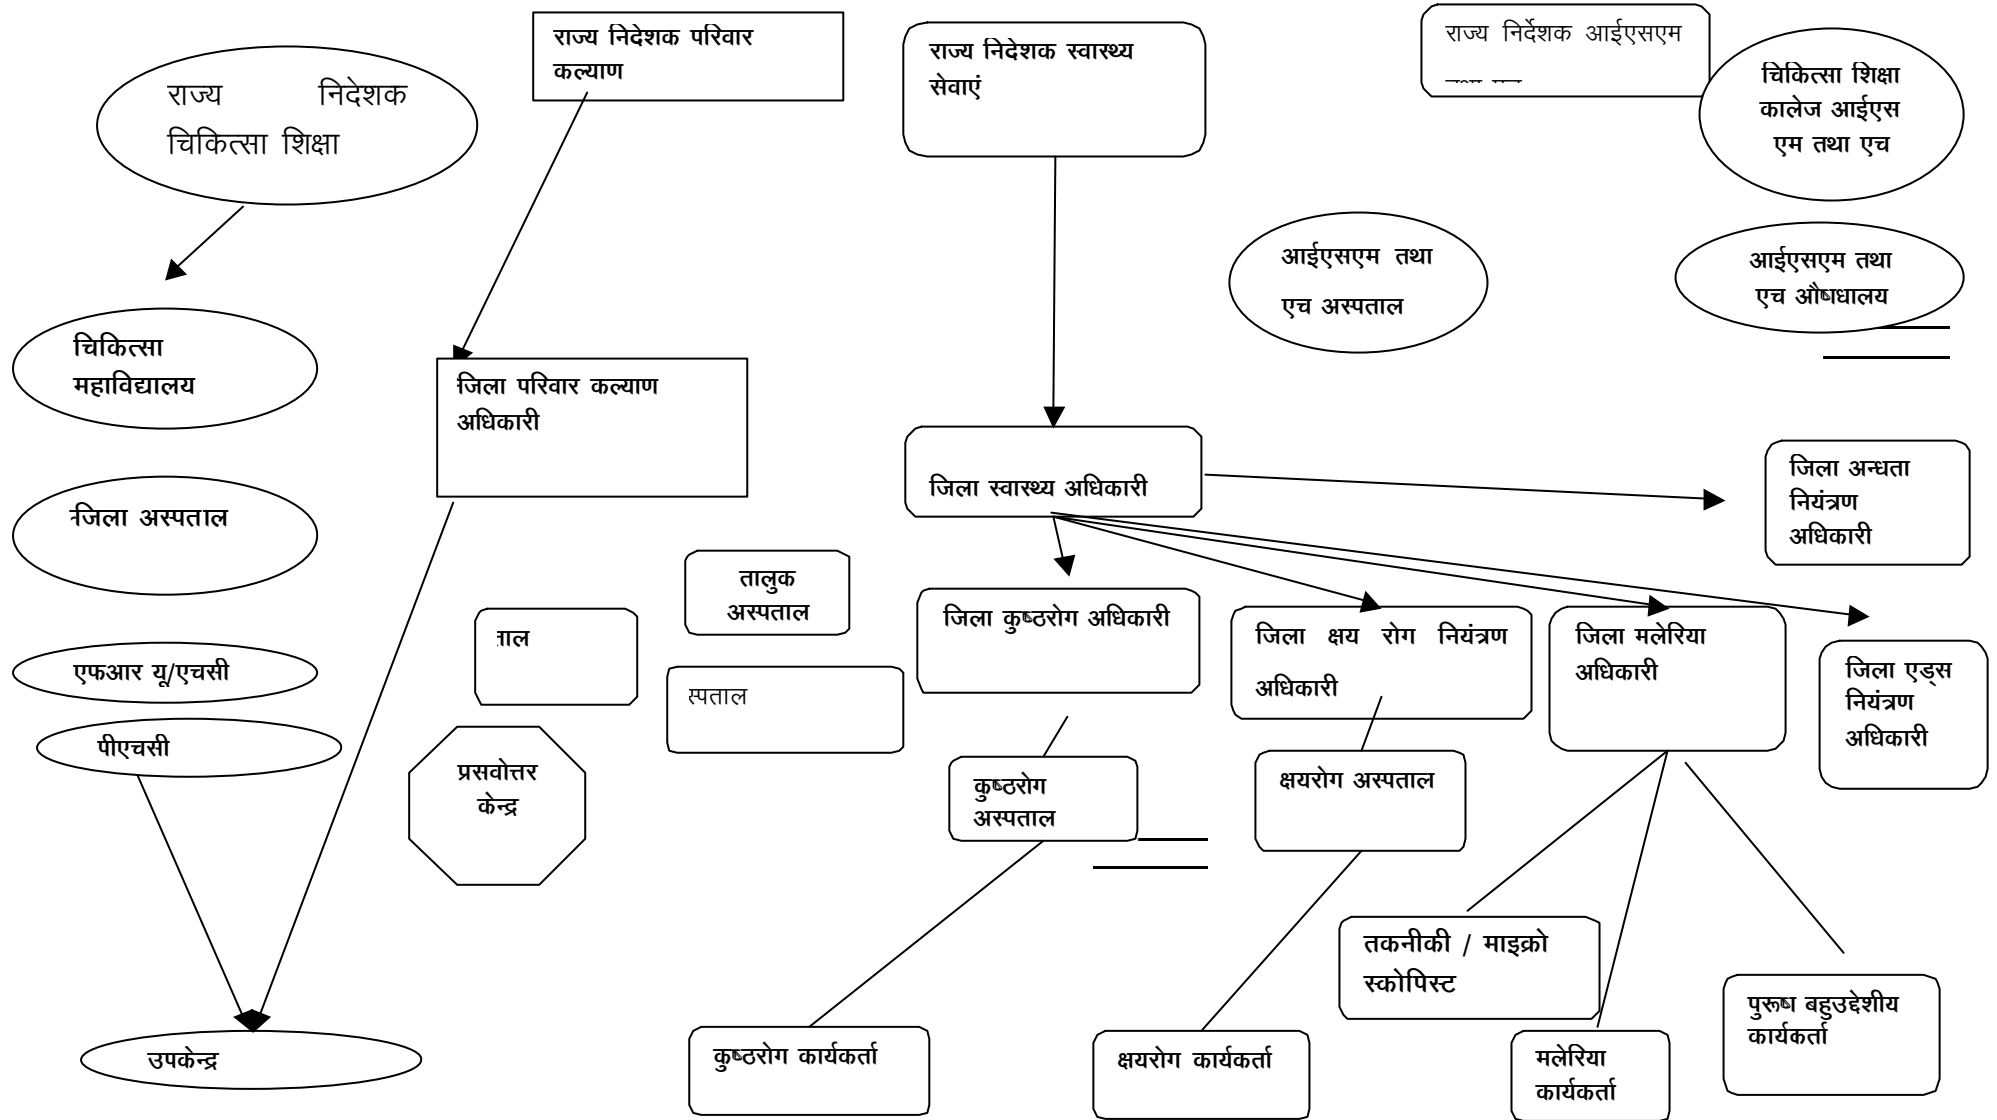 राज्य निदेशक
चिकित्सा शिक्षा
राज्य निदेशक परिवार
कल्याण
राज्य निदेशक स्वास्थ्य
सेवाएं
राज्य निर्देशक आईएसएम
चिकित्सा शिक्षा
कालेज आईएस
एम तथा एच
आईएसएम तथा
एच अस्पताल
आईएसएम तथा
एच औषधालय
चिकित्सा
महाविद्यालय
जिला परिवार कल्याण
अधिकारी
जिला स्वास्थ्य अधिकारी
जिला अन्धता
नियंत्रण
अधिकारी
जिला अस्पताल
तालुक
अस्पताल
ताल
स्पताल
जिला कुष्ठरोग अधिकारी
जिला क्षय रोग नियंत्रण
अधिकारी
जिला मलेरिया
अधिकारी
जिला एड्स
नियंत्रण
अधिकारी
एफआर यू/एचसी
पीएचसी
प्रसवोत्तर
केन्द्र
कुष्ठरोग
अस्पताल
क्षयरोग अस्पताल
तकनीकी / माइक्रो
स्कोपिस्ट
पुरूष बहुउद्देशीय
कार्यकर्ता
उपकेन्द्र
कुष्ठरोग कार्यकर्ता
क्षयरोग कार्यकर्ता
मलेरिया
कार्यकर्ता